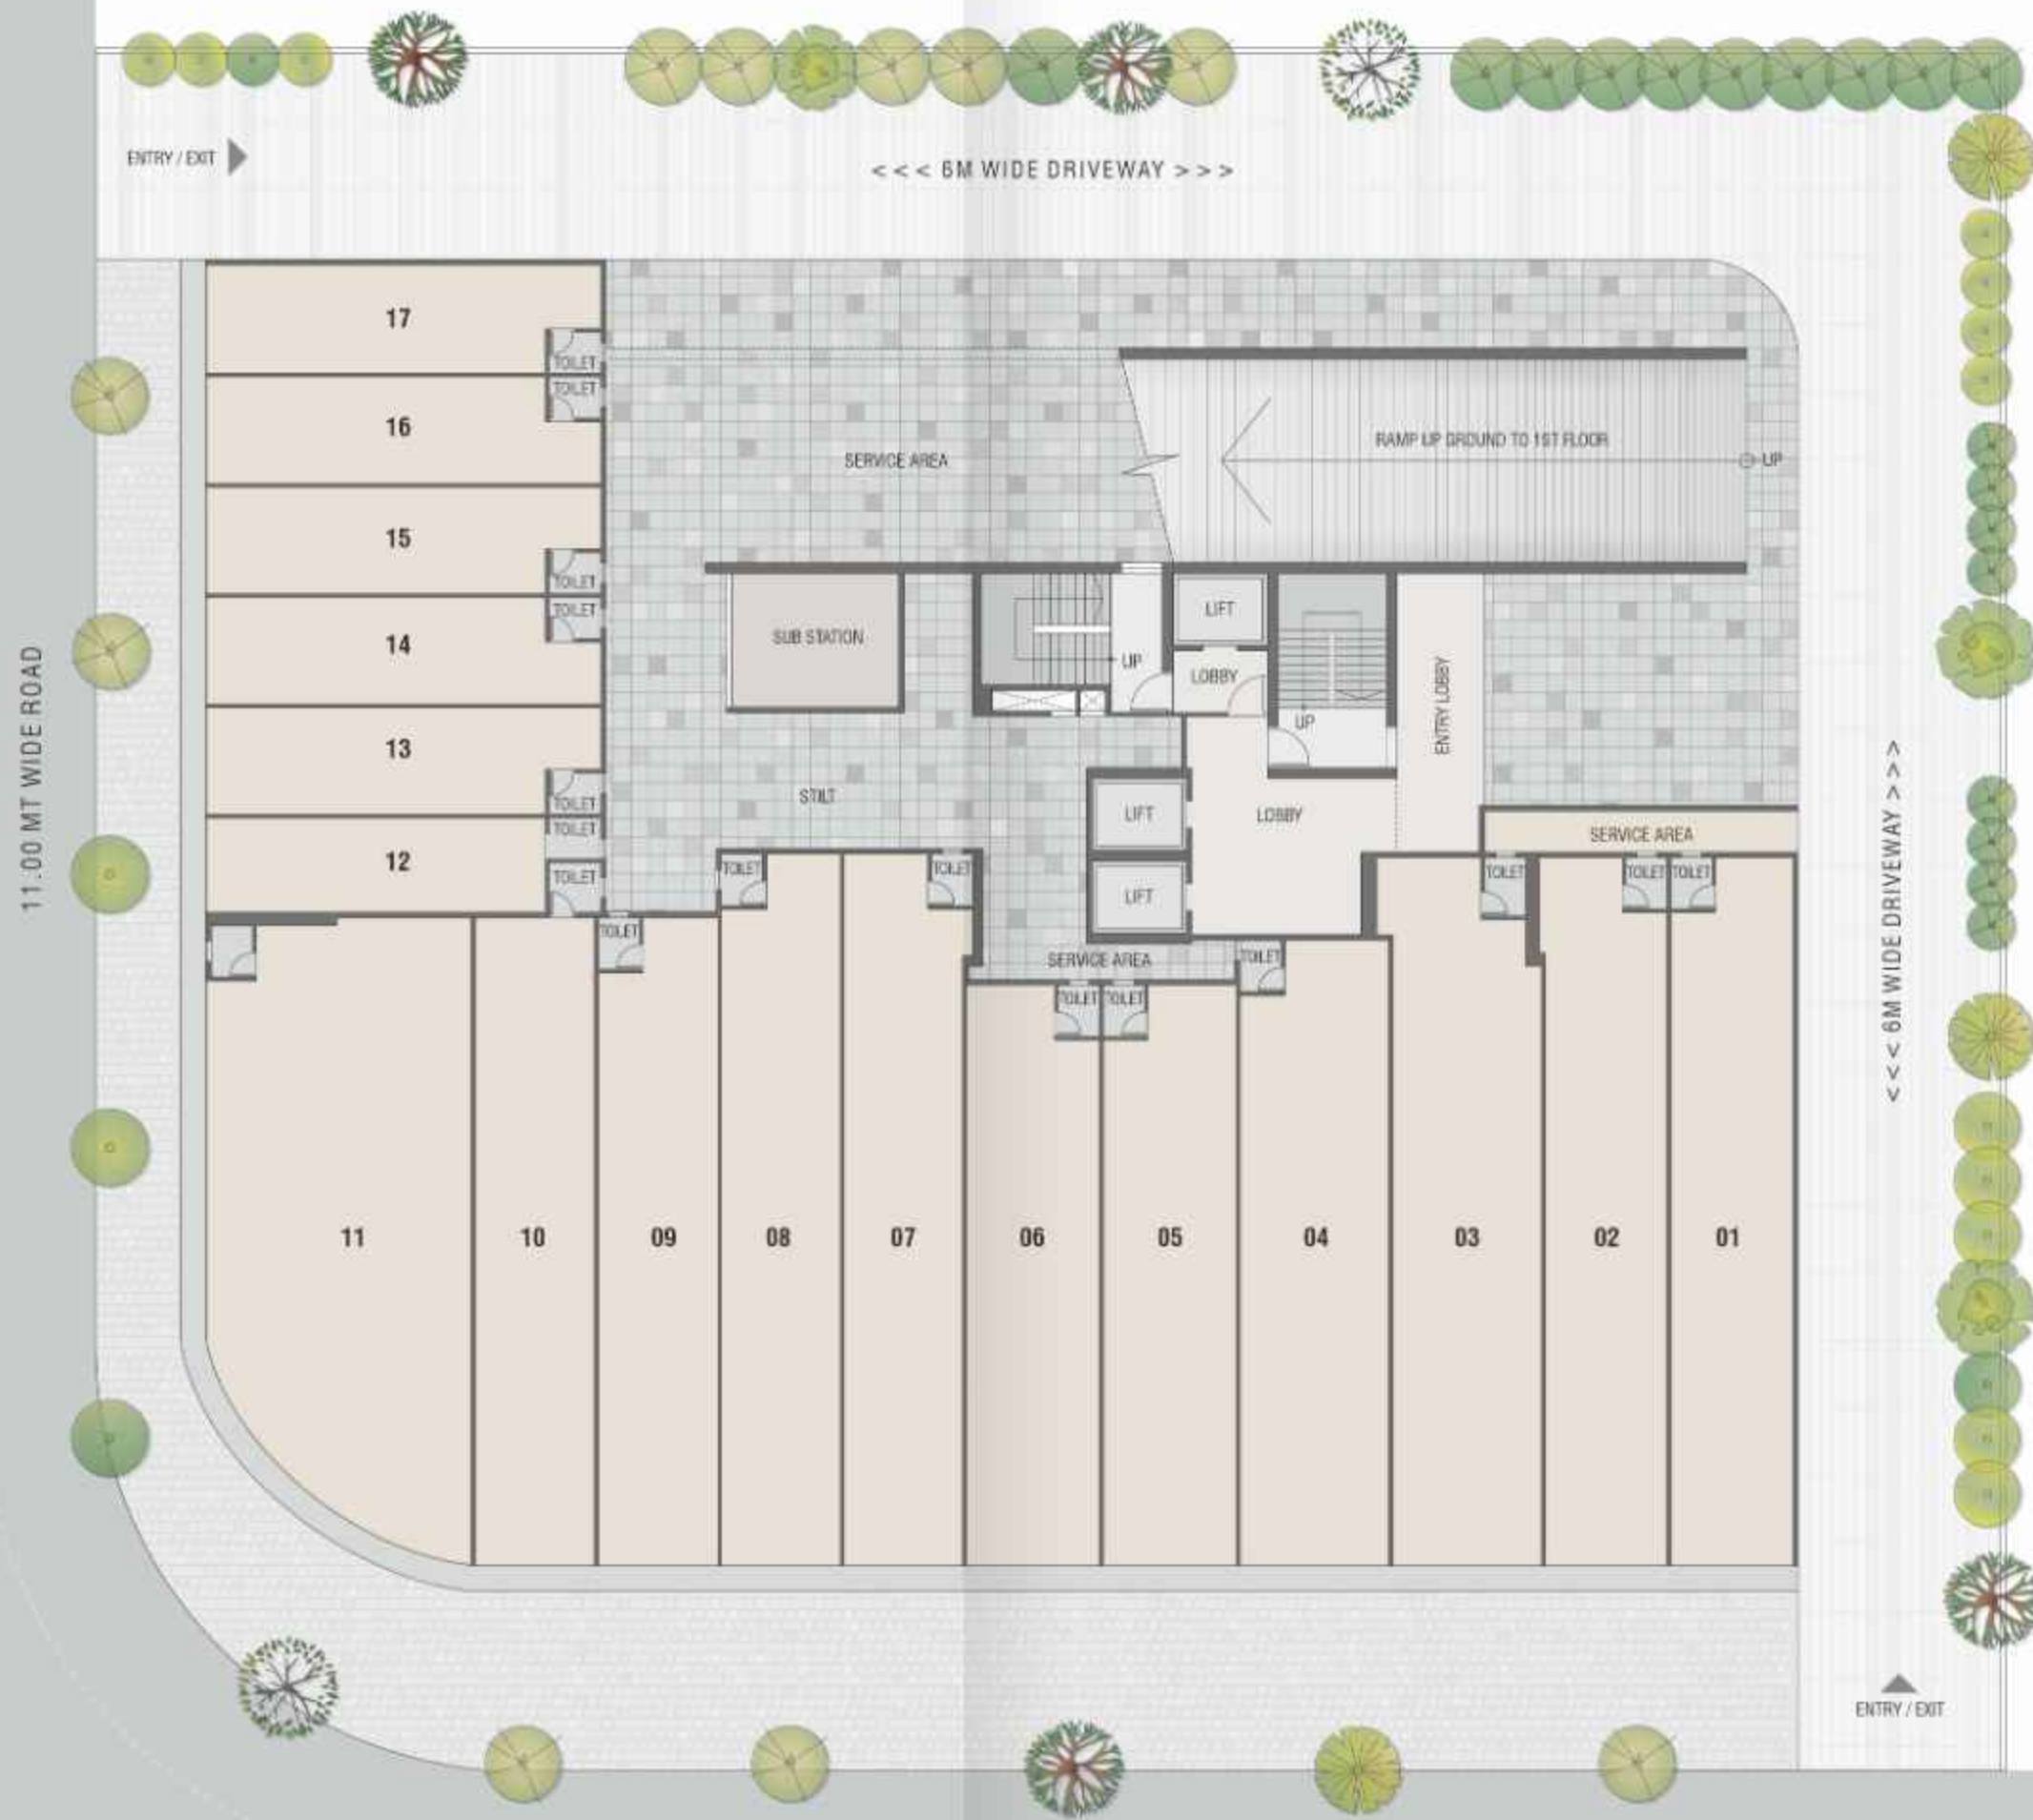 ENTRY / EXIT
< < < 6M WIDE DRIVEWAY > > >
17
TOILET
TOILET
16
SERVICE AREA
RAMP UP GROUND TO 1ST FLOOR
UP
15
TOILET
TOILET
14
SUB STATION
LIFT
UP
LOBBY
UP
ENTRY LOBBY
11.00 MT WIDE ROAD
13
TOILET
TOILET
STILT
LIFT
LOBBY
SERVICE AREA
12
TOILET
TOILET
TOILET
LIFT
TOILET
TOILET
TOILET
TOILET
SERVICE AREA
TOILET
TOILET
TOILET
< < < 6M WIDE DRIVEWAY > > >
11
10
09
08
07
06
05
04
03
02
01
ENTRY / EXIT